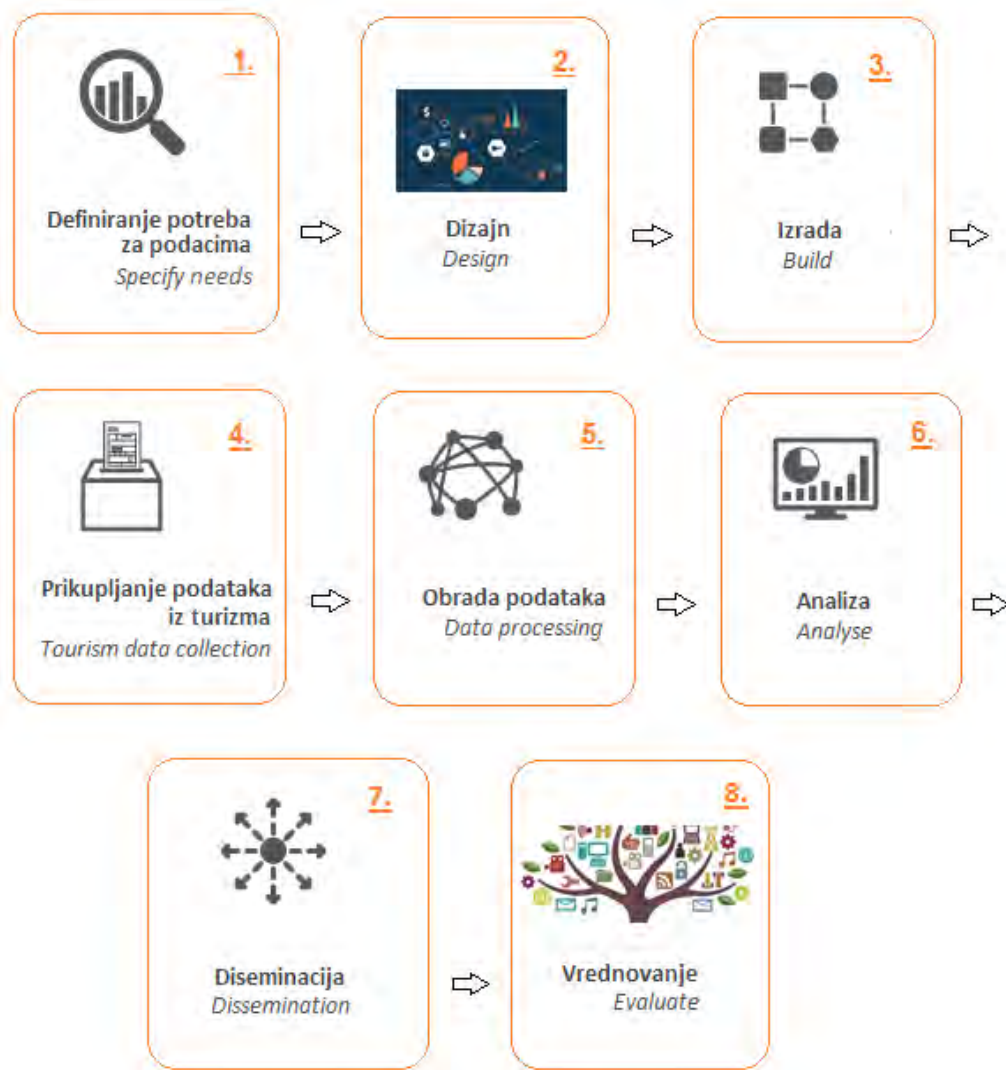 1.
Definiranje potreba
za podacima
Specify needs
2.
Dizajn
Design
3.
Izrada
Build
4.
Prikupljanje podataka
iz turizma
Tourism data collection
5.
Obrada podataka
Data processing
6.
Analiza
Analyse
7.
Diseminacija
Dissemination
8.
Vrednovanje
Evaluate